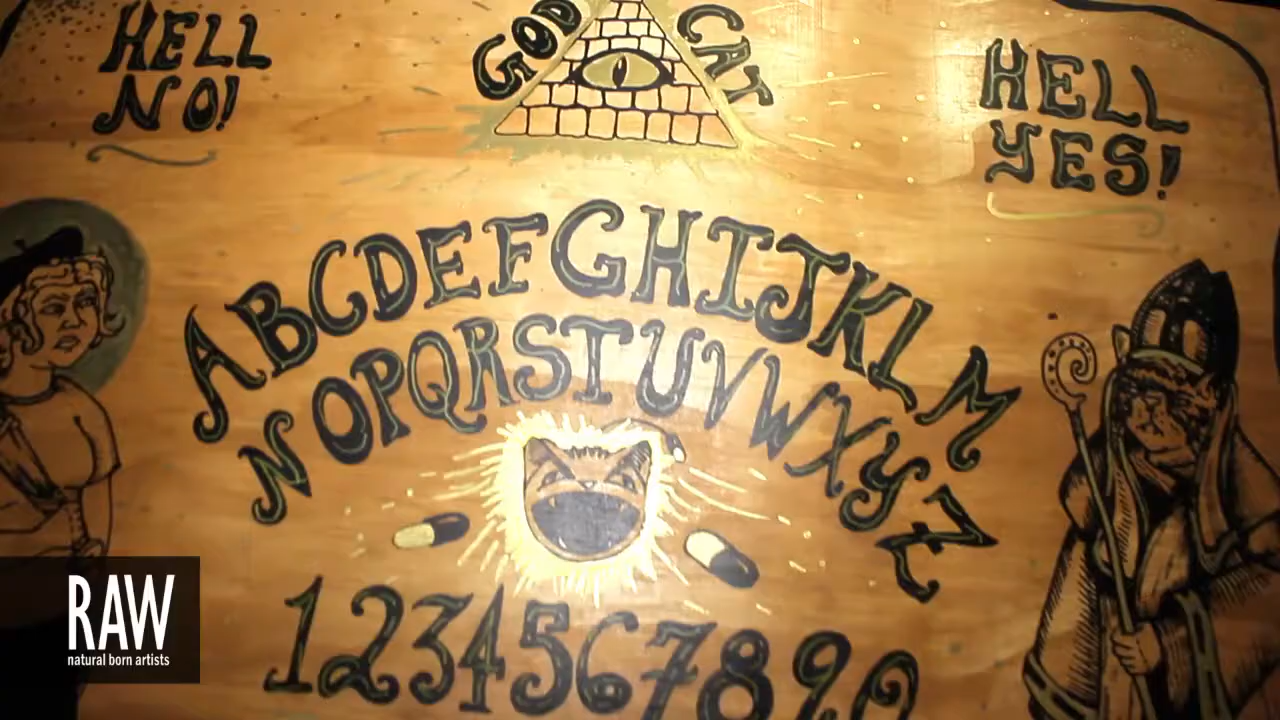 GOD CAT
HELL
NO!
HELL
YES!
ABCDEFGHIJKLM
NOPQRSTUVWXYZ
1234567890
RAW
natural born artists